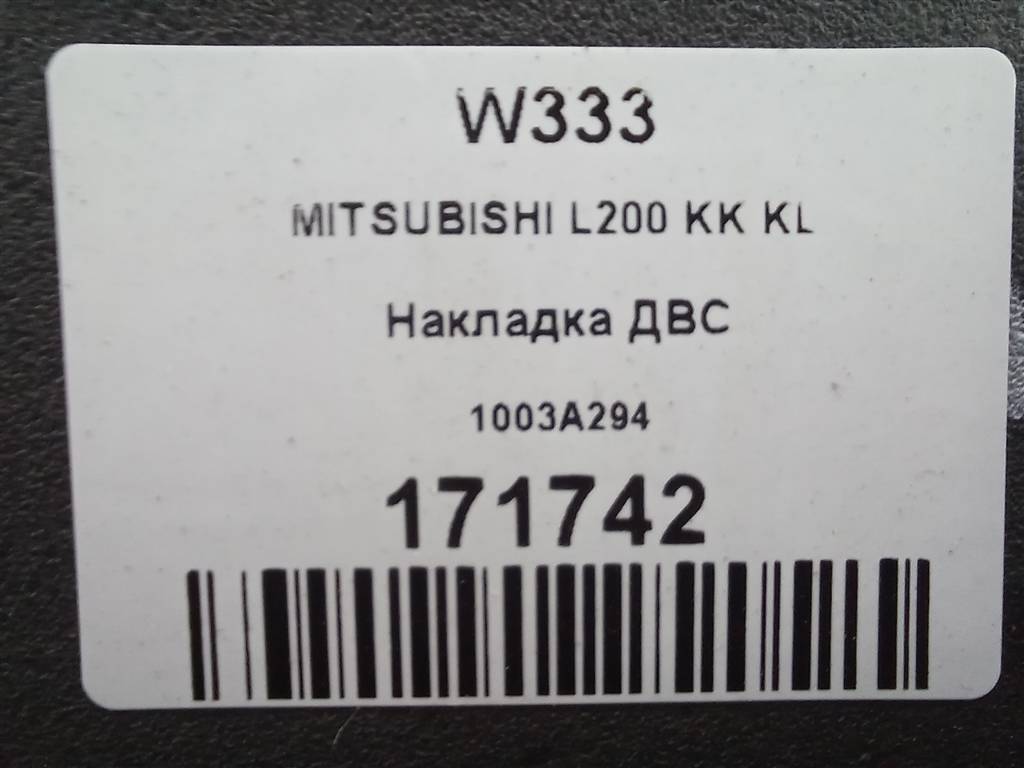 W333
MITSUBISHI L200 KK KL
Накладка ДВС
1003A294
171742